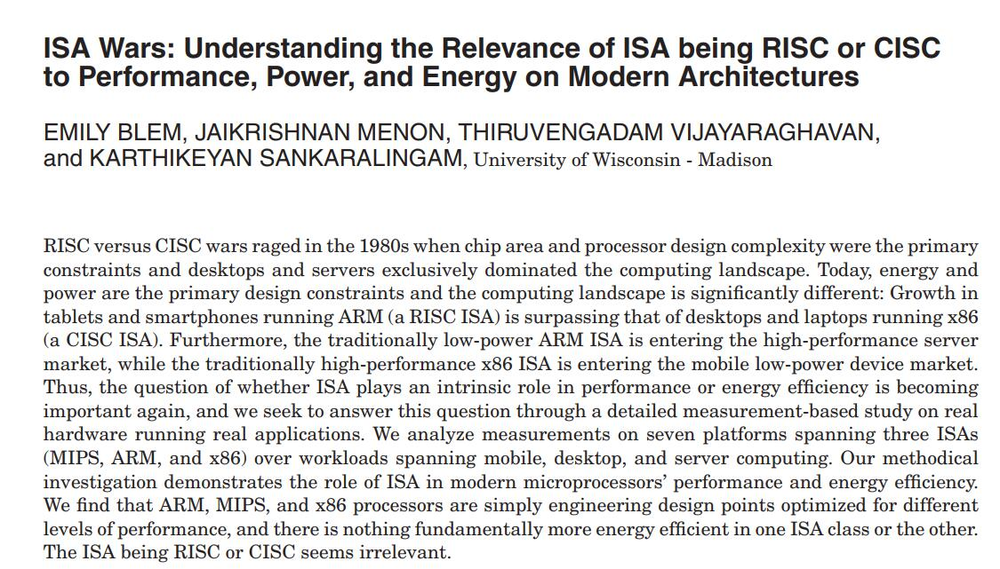 ISA Wars: Understanding the Relevance of ISA being RISC or CISC
to Performance, Power, and Energy on Modern Architectures
EMILY BLEM, JAIKRISHNAN MENON, THIRUVENGADAM VIJAYARAGHAVAN,
and KARTHIKEYAN SANKARALINGAM, University of Wisconsin - Madison
RISC versus CISC wars raged in the 1980s when chip area and processor design complexity were the primary
constraints and desktops and servers exclusively dominated the computing landscape. Today, energy and
power are the primary design constraints and the computing landscape is significantly different: Growth in
tablets and smartphones running ARM (a RISC ISA) is surpassing that of desktops and laptops running x86
(a CISC ISA). Furthermore, the traditionally low-power ARM ISA is entering the high-performance server
market, while the traditionally high-performance x86 ISA is entering the mobile low-power device market.
Thus, the question of whether ISA plays an intrinsic role in performance or energy efficiency is becoming
important again, and we seek to answer this question through a detailed measurement-based study on real
hardware running real applications. We analyze measurements on seven platforms spanning three ISAs
(MIPS, ARM, and x86) over workloads spanning mobile, desktop, and server computing. Our methodical
investigation demonstrates the role of ISA in modern microprocessors' performance and energy efficiency.
We find that ARM, MIPS, and x86 processors are simply engineering design points optimized for different
levels of performance, and there is nothing fundamentally more energy efficient in one ISA class or the other.
The ISA being RISC or CISC seems irrelevant.